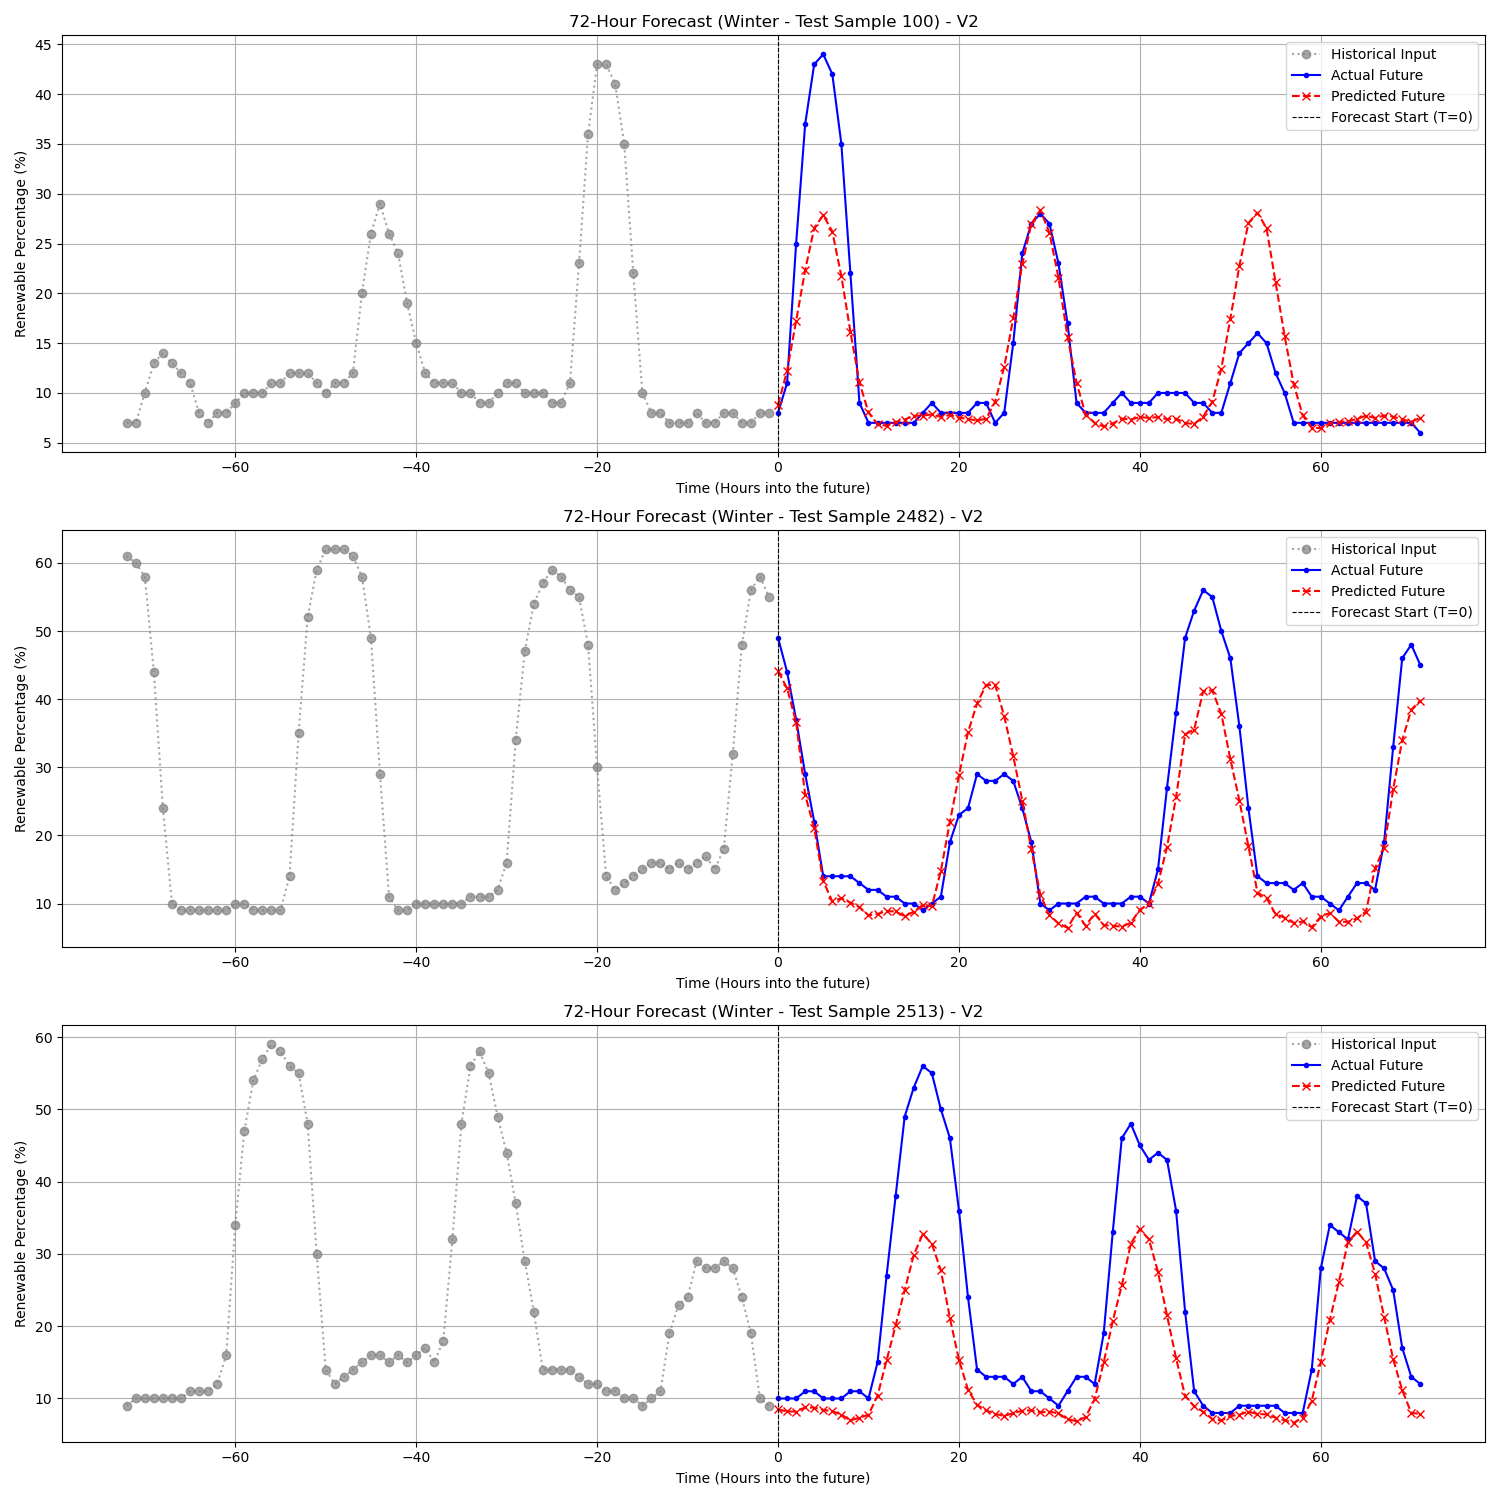 72-Hour Forecast (Winter - Test Sample 100) - V2
Renewable Percentage (%)
45
40
35
30
25
20
15
10
5
Historical Input
Actual Future
Predicted Future
Forecast Start (T=0)
−60 −40 −20 0 20 40 60
Time (Hours into the future)
72-Hour Forecast (Winter - Test Sample 2482) - V2
Renewable Percentage (%)
60
50
40
30
20
10
Historical Input
Actual Future
Predicted Future
Forecast Start (T=0)
−60 −40 −20 0 20 40 60
Time (Hours into the future)
72-Hour Forecast (Winter - Test Sample 2513) - V2
Renewable Percentage (%)
60
50
40
30
20
10
Historical Input
Actual Future
Predicted Future
Forecast Start (T=0)
−60 −40 −20 0 20 40 60
Time (Hours into the future)